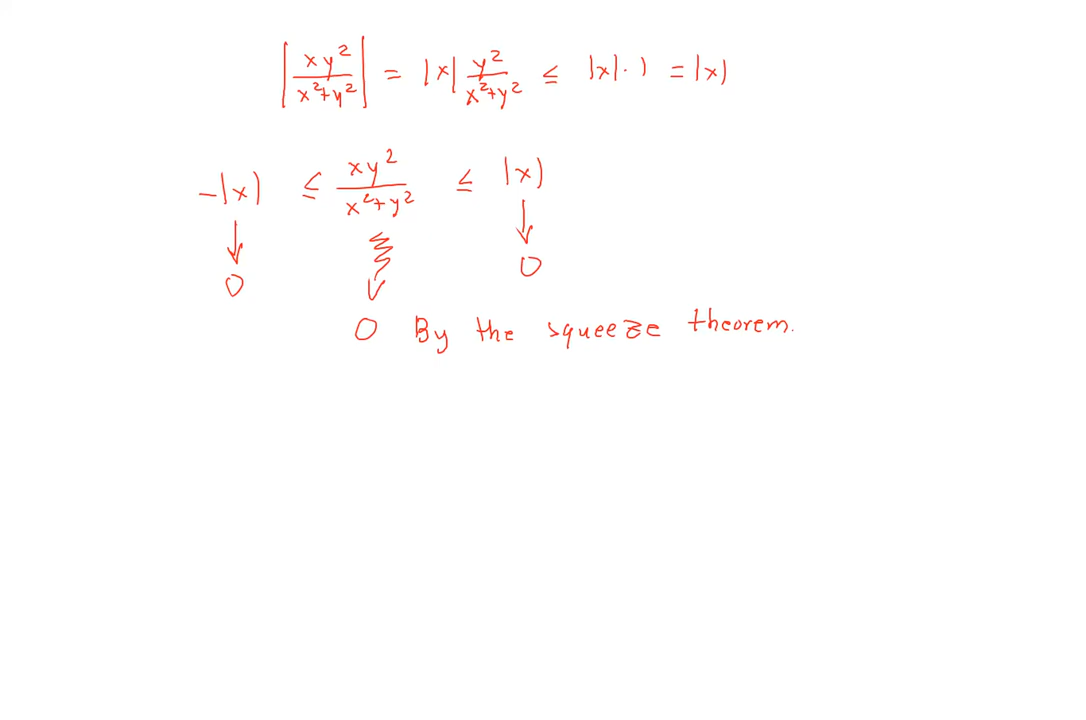 |xy²/(x²+y²)| = |x| y²/(x²+y²) ≤ |x|·1 = |x|
-|x| ≤ xy²/(x²+y²) ≤ |x|
↓ ↓ ↓
0 0
0 By the squeeze theorem.